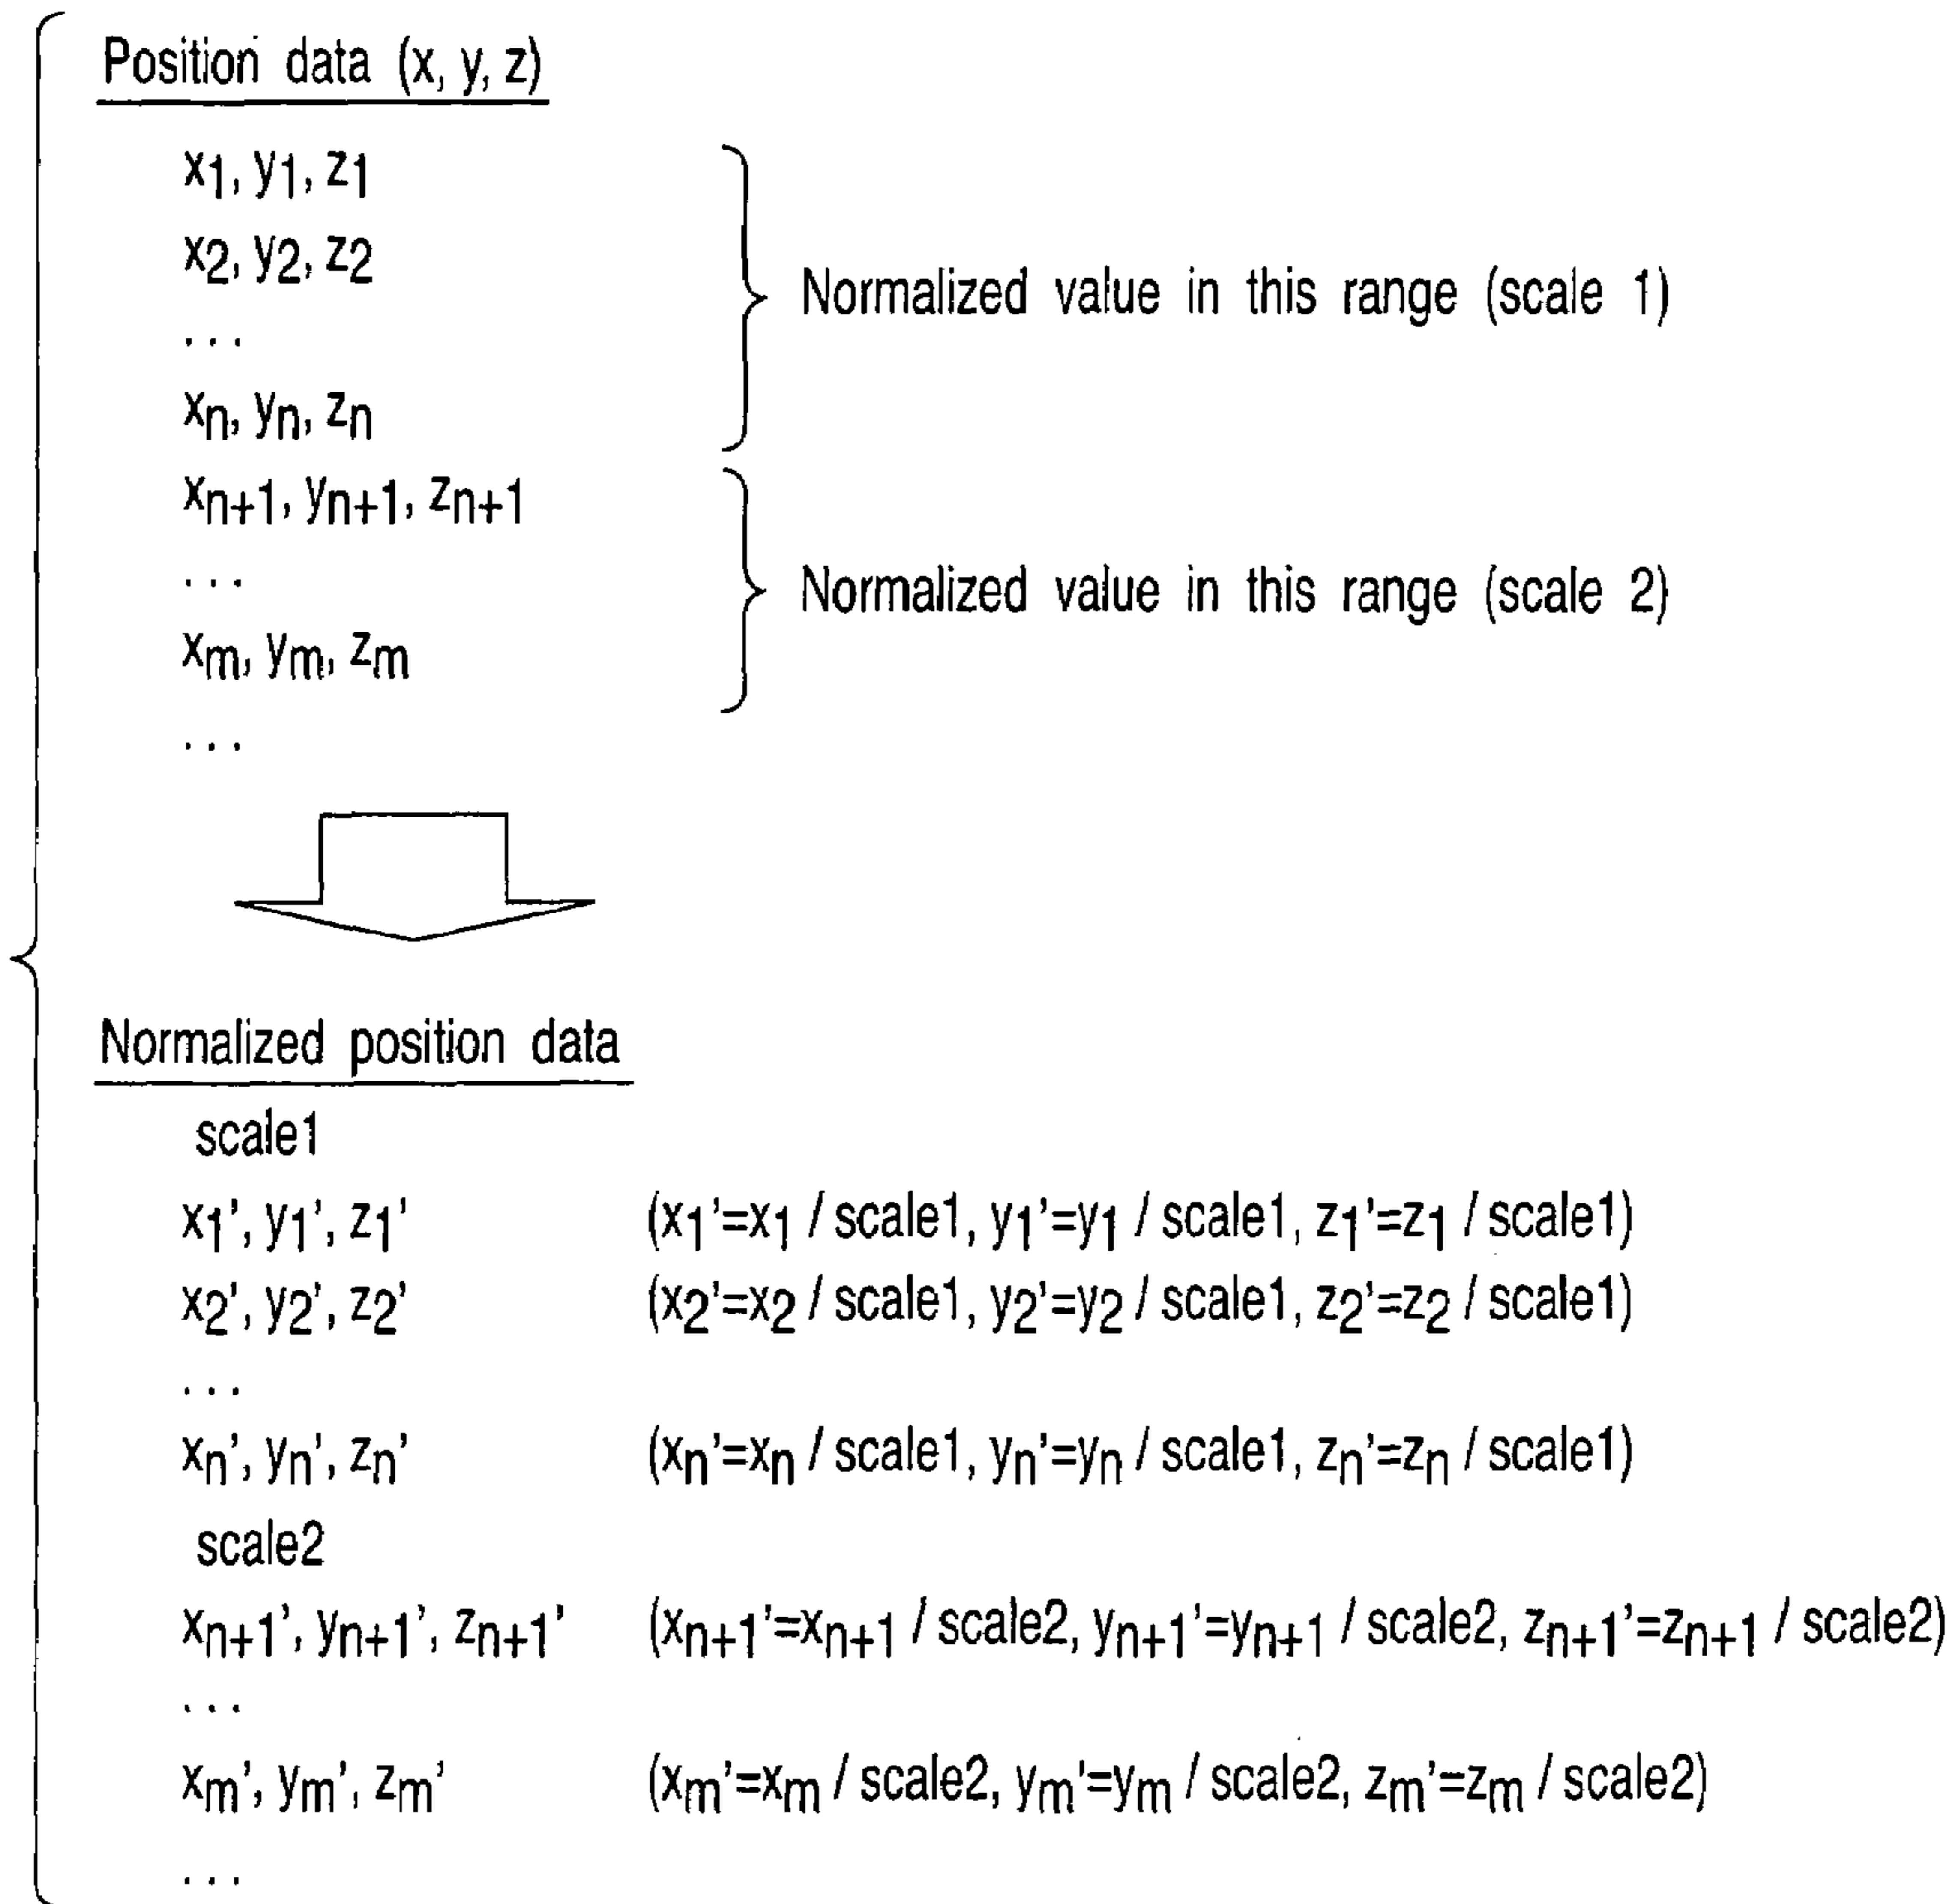 Position data (x, y, z)
x1, y1, z1
x2, y2, z2
Normalized value in this range (scale 1)
...
xn, yn, zn
xn+1, yn+1, zn+1
...
Normalized value in this range (scale 2)
xm, ym, zm
...
Normalized position data
scale1
x1', y1', z1' (x1'=x1 / scale1, y1'=y1 / scale1, z1'=z1 / scale1)
x2', y2', z2' (x2'=x2 / scale1, y2'=y2 / scale1, z2'=z2 / scale1)
...
xn', yn', zn' (xn'=xn / scale1, yn'=yn / scale1, zn'=zn / scale1)
scale2
xn+1', yn+1', zn+1' (xn+1'=xn+1 / scale2, yn+1'=yn+1 / scale2, zn+1'=zn+1 / scale2)
...
xm', ym', zm' (xm'=xm / scale2, ym'=ym / scale2, zm'=zm / scale2)
...